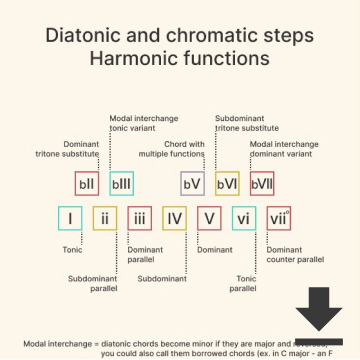 Diatonic and chromatic steps
Harmonic functions
Modal interchange
tonic variant
Subdominant
tritone substitute
Dominant
tritone substitute
Chord with
multiple functions
Modal interchange
dominant variant
bII bIII bV bVI bVII
I ii iii IV V vi vii°
Tonic
Dominant
parallel
Dominant
Dominant
counter parallel
Subdominant
parallel
Subdominant
Tonic
parallel
Modal interchange = diatonic chords become minor if they are major and reversed,
you could also call them borrowed chords (ex. in C major - an F